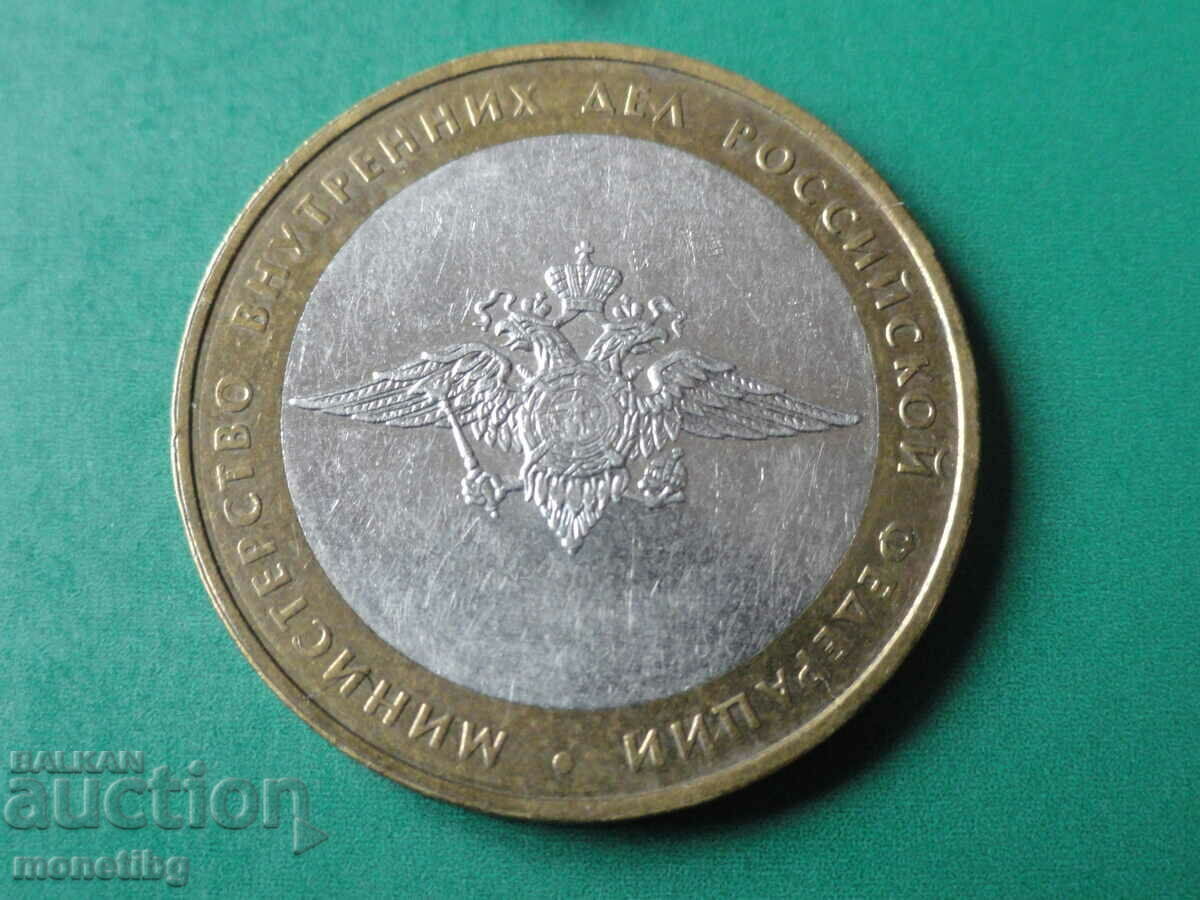 МИНИСТЕРСТВО ВНУТРЕННИХ ДЕЛ РОССИЙСКОЙ ФЕДЕРАЦИИ •
BALKAN
auction
monetibg